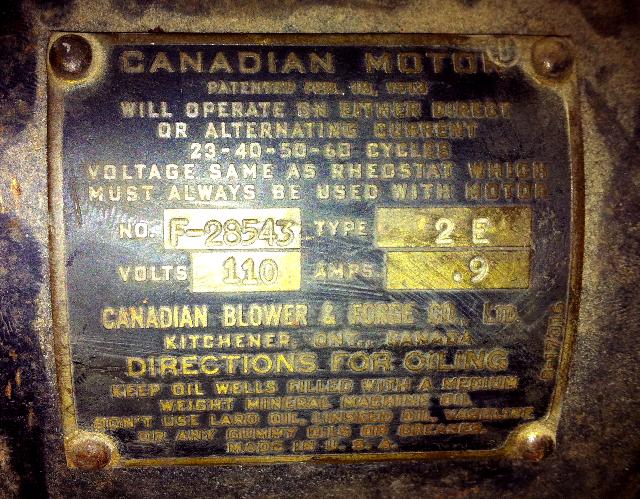 CANADIAN MOTOR
PATENTED FEB. 18,
WILL OPERATE ON EITHER DIRECT
OR ALTERNATING CURRENT
23-40-50-60 CYCLES
VOLTAGE SAME AS RHEOSTAT WHICH
MUST ALWAYS BE USED WITH MOTOR
NO. F-28543 TYPE 2 E
VOLTS 110 AMPS .9
CANADIAN BLOWER & FORGE CO., Ltd.
KITCHENER, ONT., CANADA
DIRECTIONS FOR OILING
KEEP OIL WELLS FILLED WITH A MEDIUM
WEIGHT MINERAL MACHINE OIL
DON'T USE LARD OIL, LINSEED OIL, VASELINE
OR ANY GUMMY OILS OR GREASES.
MADE IN U. S. A.